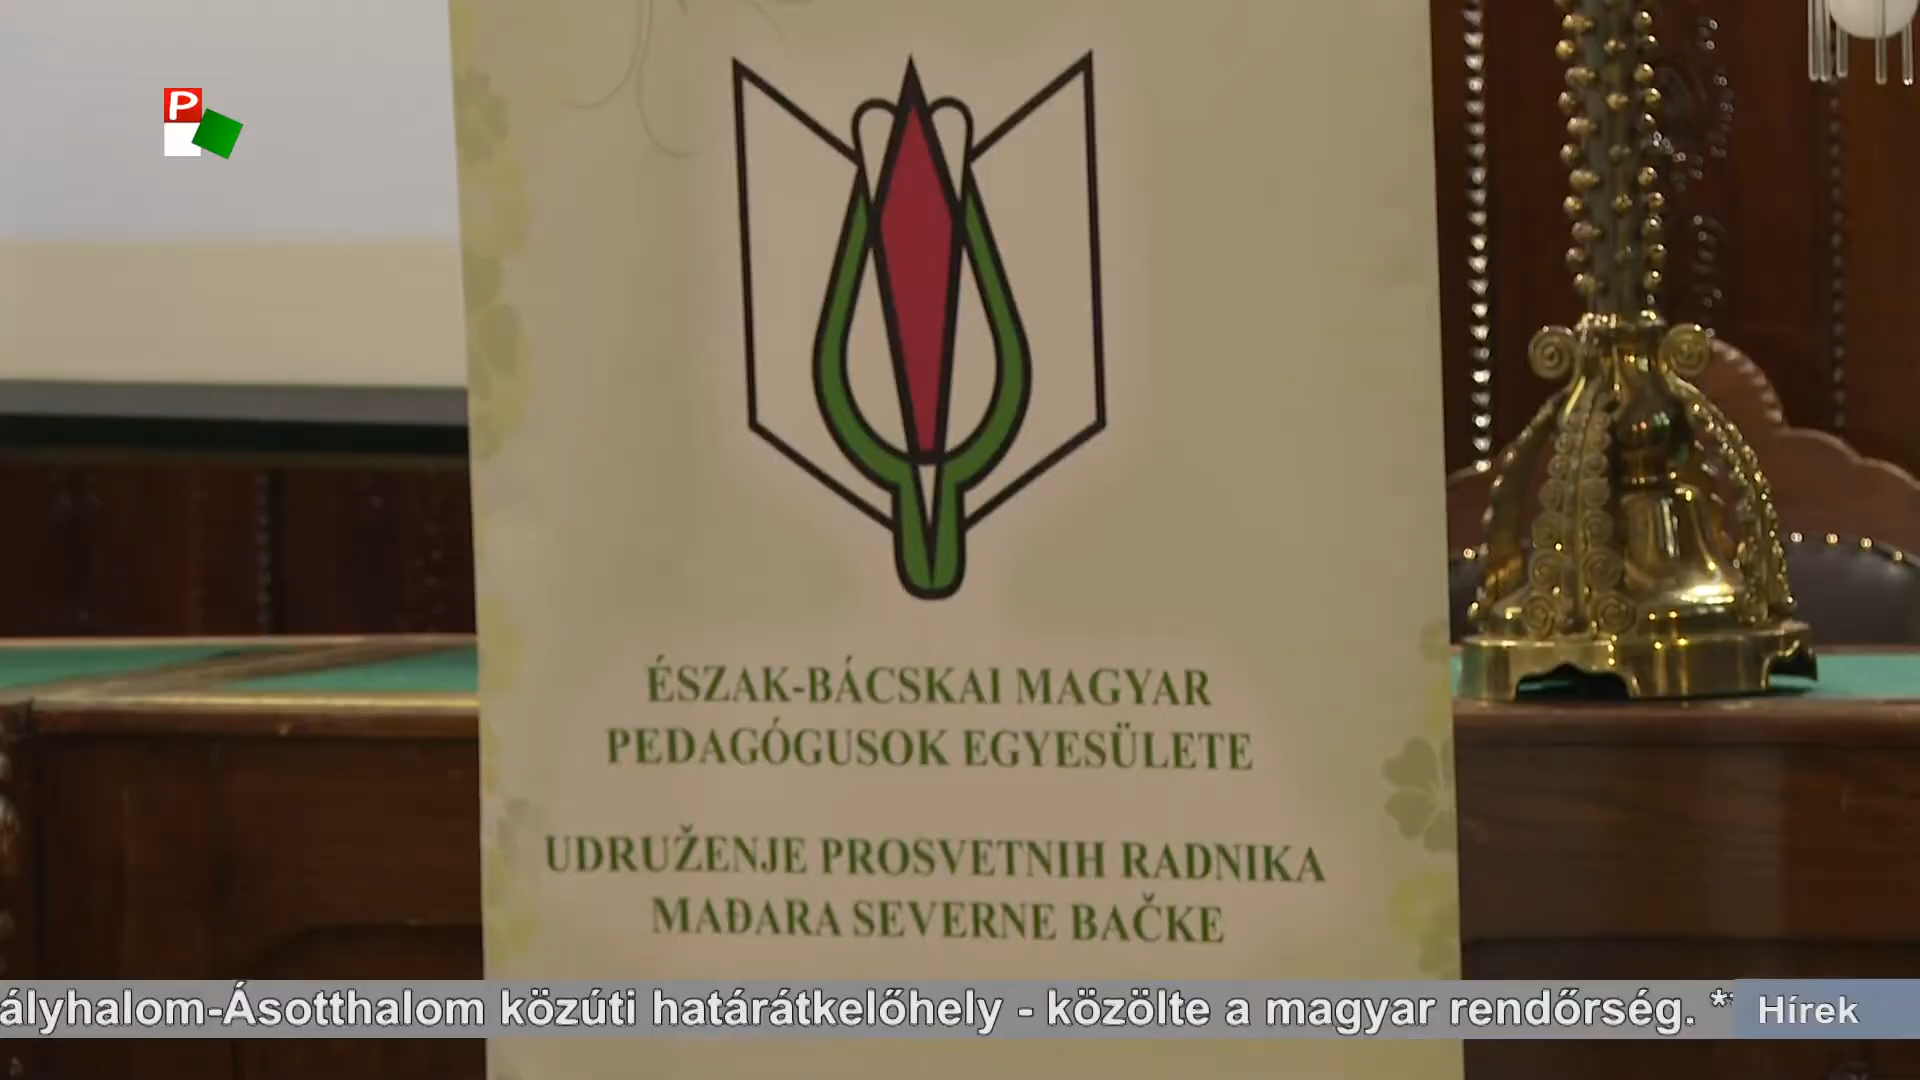 P
ÉSZAK-BÁCSKAI MAGYAR
PEDAGÓGUSOK EGYESÜLETE
UDRUŽENJE PROSVETNIH RADNIKA
MAĐARA SEVERNE BAČKE
ályhalom-Ásotthalom közúti határátkelőhely - közölte a magyar rendőrség. *
Hírek